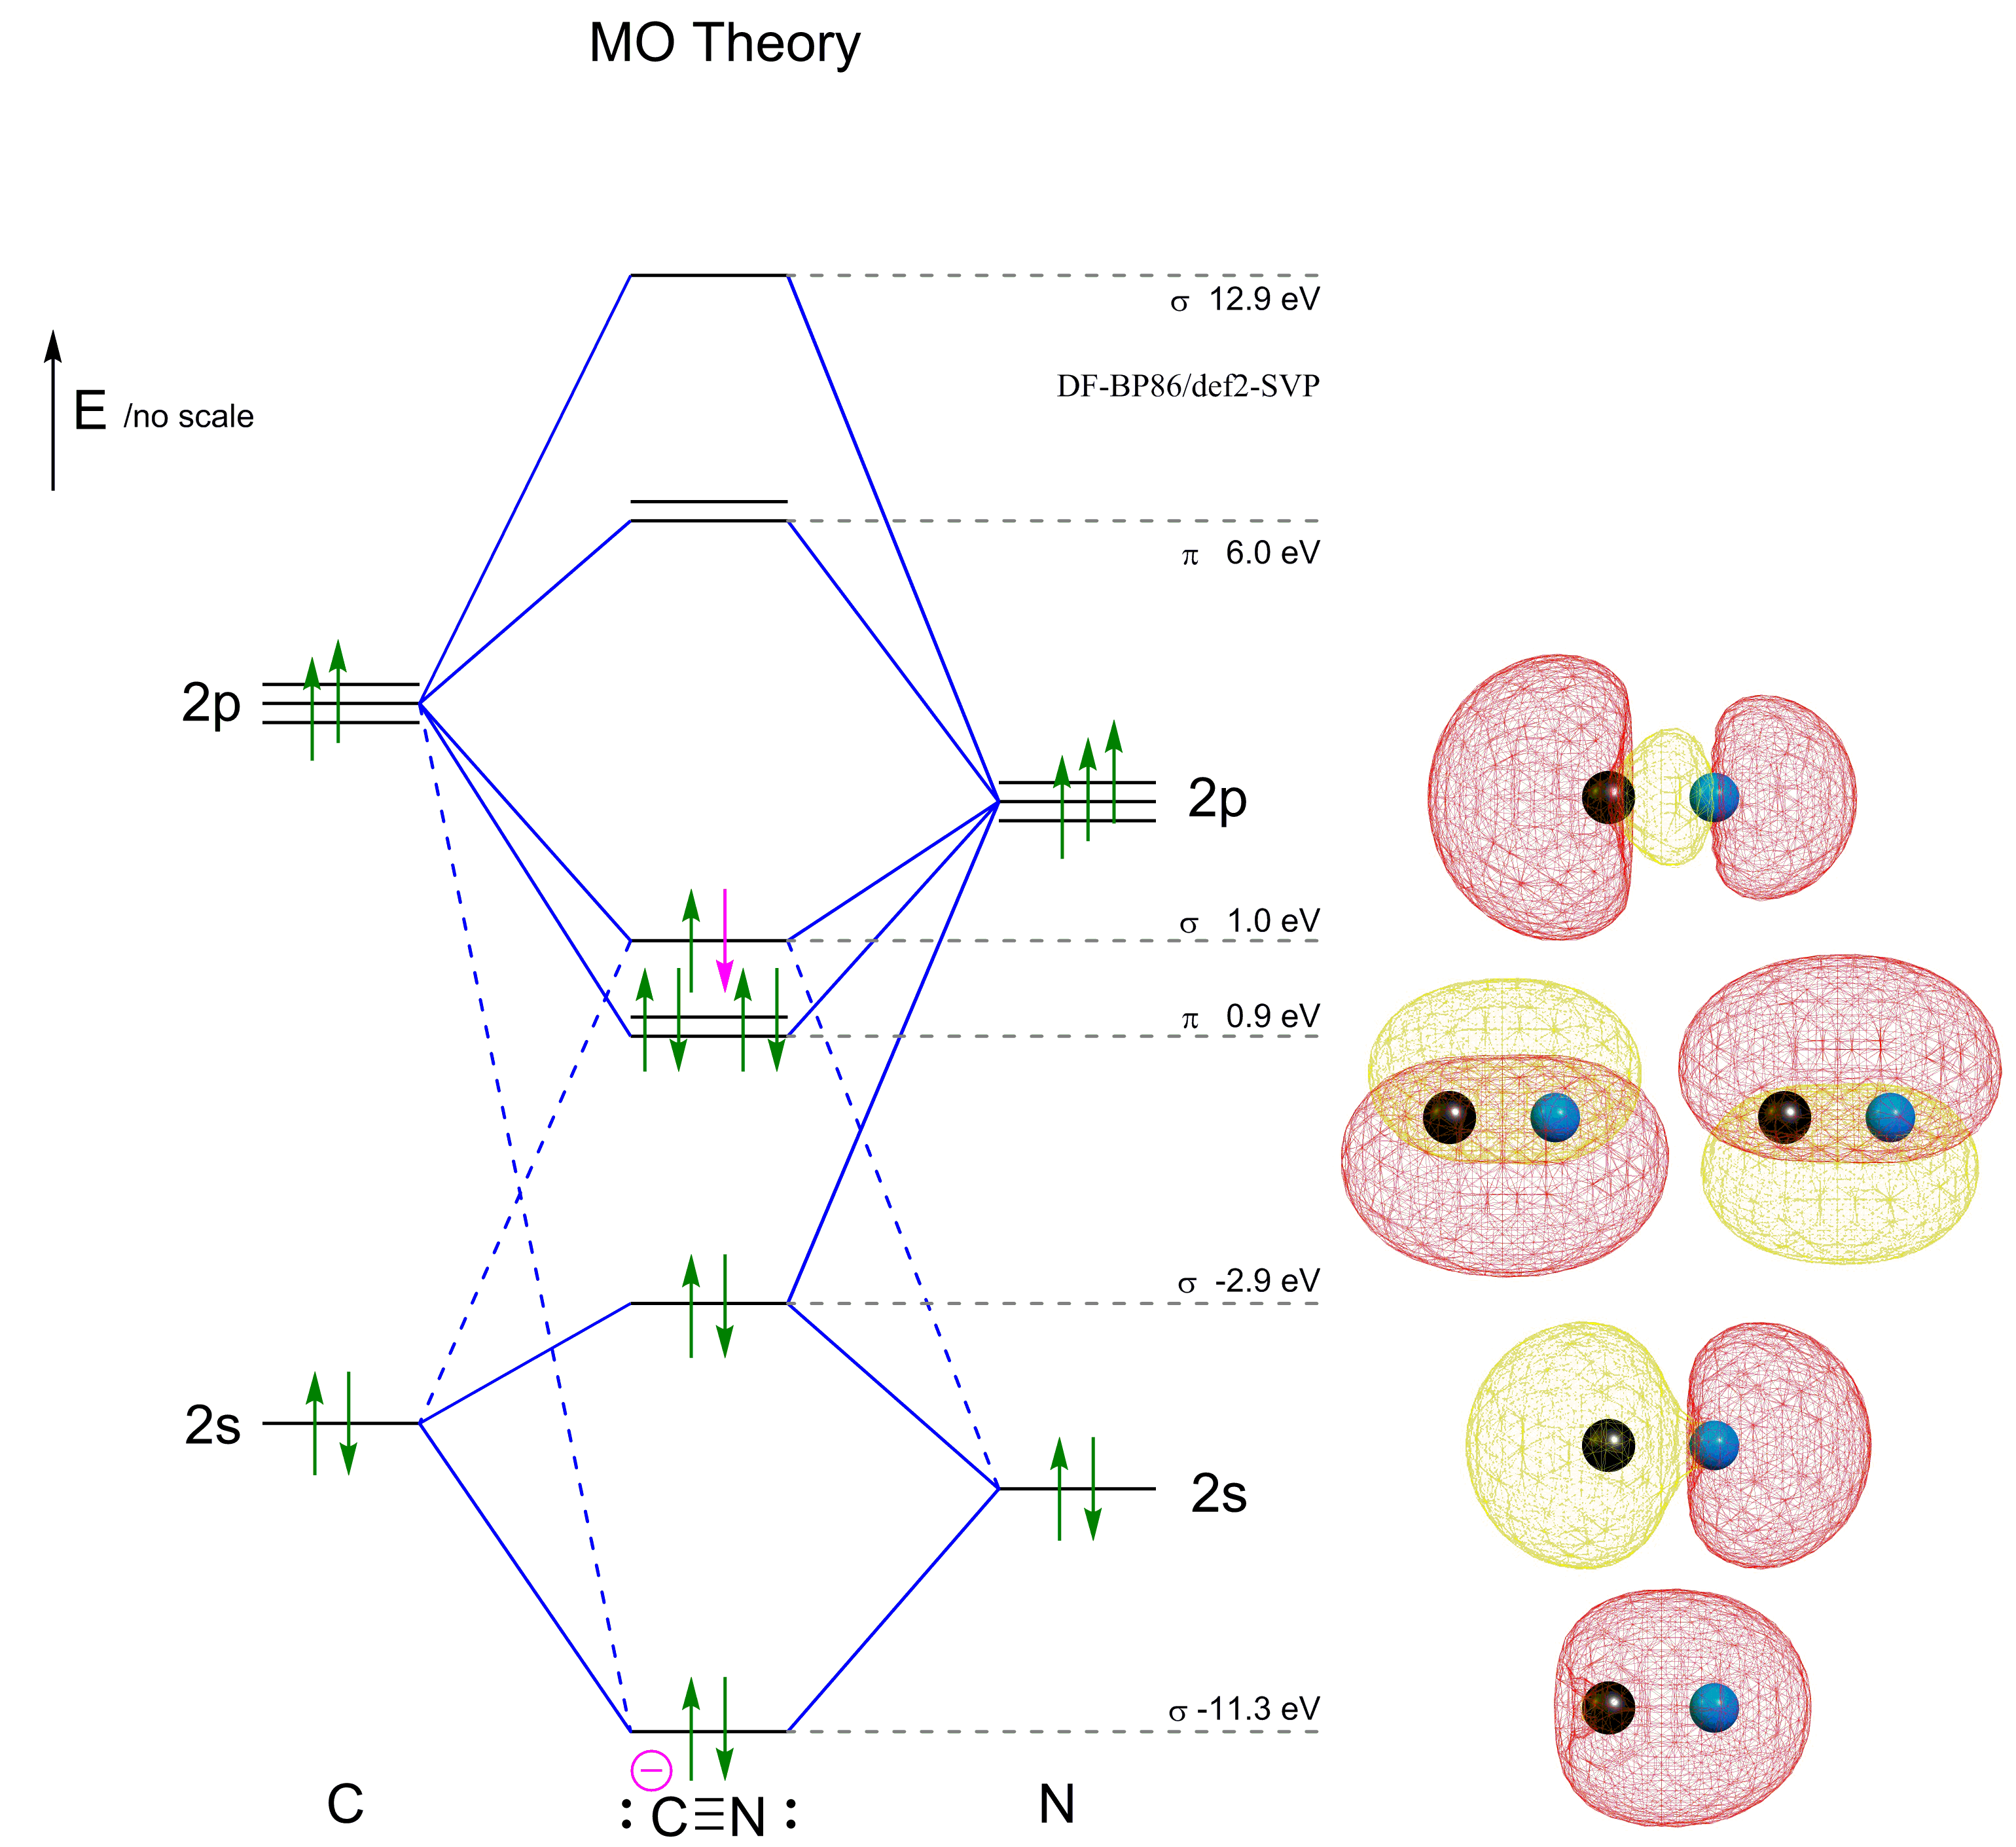 MO Theory
σ 12.9 eV
DF-BP86/def2-SVP
E /no scale
π 6.0 eV
2p
2p
σ 1.0 eV
π 0.9 eV
σ -2.9 eV
2s
2s
σ -11.3 eV
⊖
C
:C≡N:
N